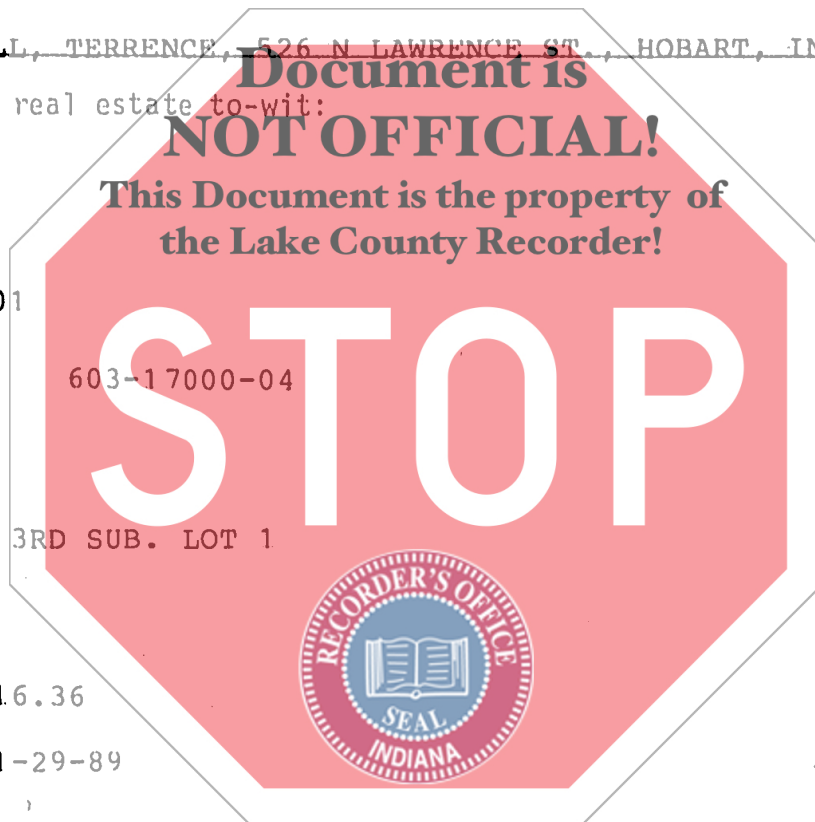 L, TERRENCE, 526 N LAWRENCE ST., HOBART, IN
Document is
real estate to-wit:
NOT OFFICIAL!
This Document is the property of
the Lake County Recorder!
01
STOP
603-17000-04
3RD SUB. LOT 1
RECORDER'S OFFICE
SEAL
INDIANA
16.36
-29-89